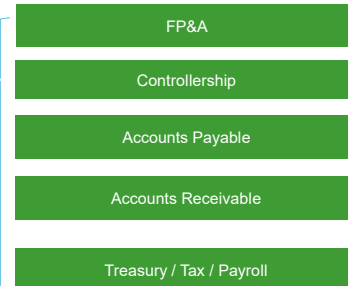 FP&A
Controllership
Accounts Payable
Accounts Receivable
Treasury / Tax / Payroll